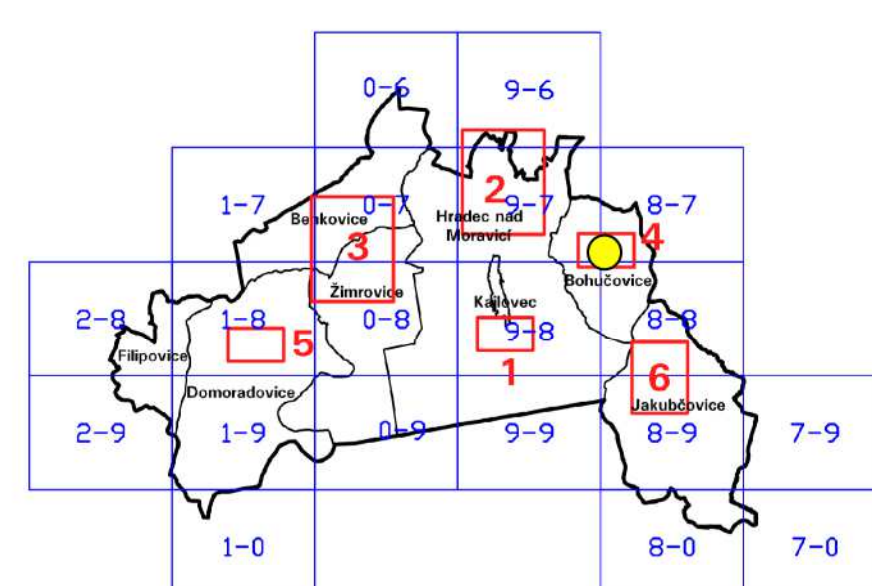 0-6
9-6
1-7
Benkovice
0-7
2
9-7
Hradec nad
Moravicí
8-7
4
3
Žimrovice
Bohučovice
2-8
1-8
0-8
Kajlovec
9-8
8-8
Filipovice
5
1
6
Domoradovice
Jakubčovice
2-9
1-9
0-9
9-9
8-9
7-9
1-0
8-0
7-0